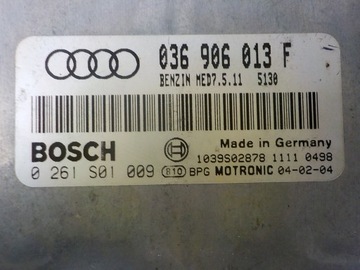 036 906 013 F
BENZIN MED7.5.11 5130
BOSCH
Made in Germany
1039S02878 1111 0498
0 261 S01 009 B10 BPG MOTRONIC 04-02-04